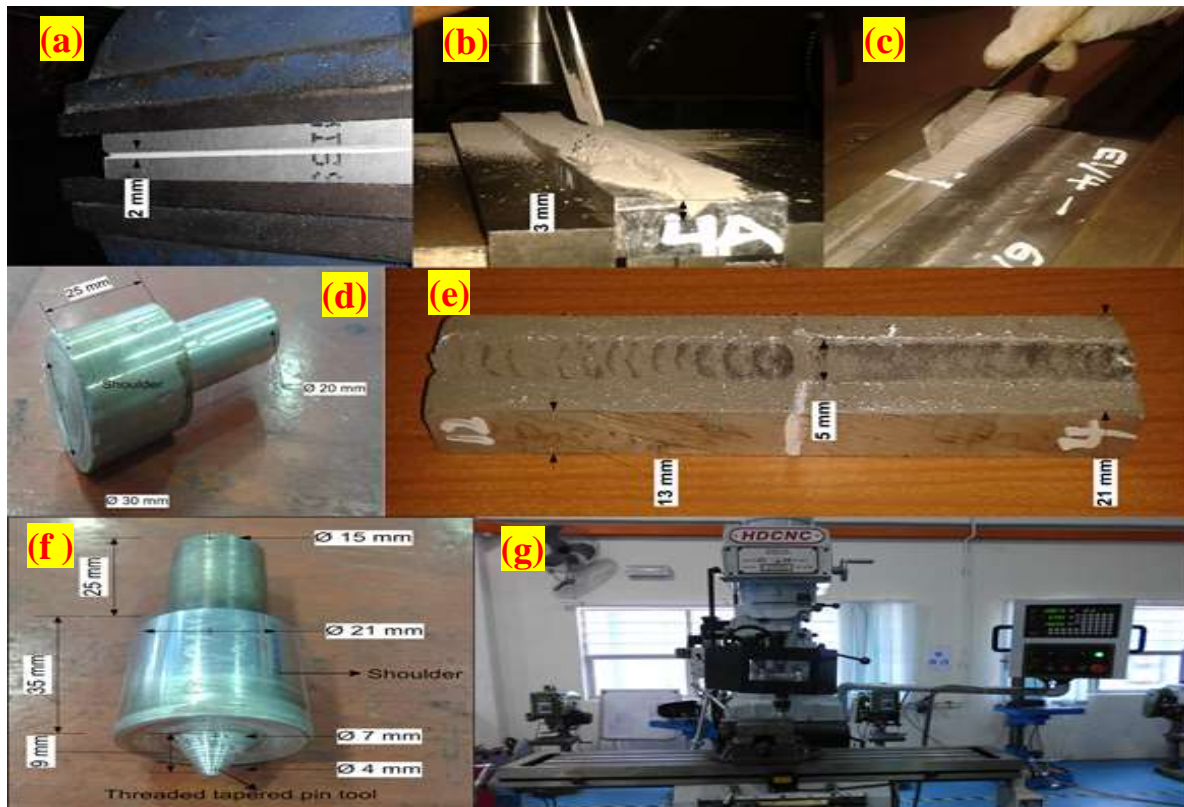 (a)
2 mm
(b)
3 mm
4A
(c)
(d)
25 mm
Shoulder
Ø 20 mm
Ø 30 mm
(e)
5 mm
13 mm
21 mm
(f )
Ø 15 mm
25 mm
Ø 21 mm
35 mm
Shoulder
Ø 7 mm
9 mm
Ø 4 mm
Threaded tapered pin tool
(g)
HDCNC